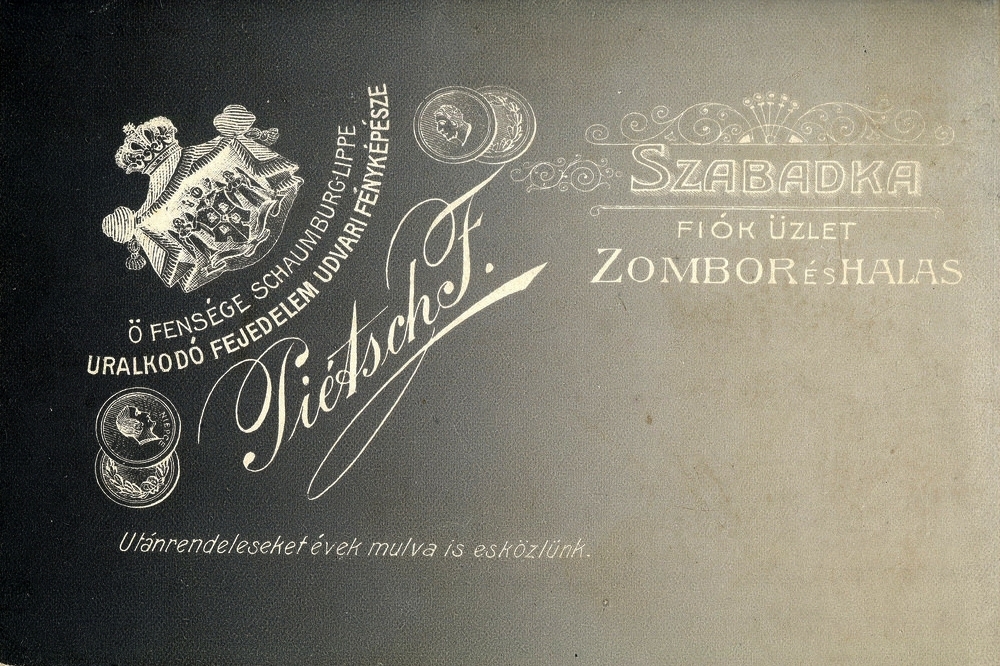 Ö FENSÉGE SCHAUMBURG-LIPPE
URALKODÓ FEJEDELEM UDVARI FÉNYKÉPÉSZE
Piétsch F.
NIEPCE
Utánrendeleseket évek mulva is eszközlünk.
SZABADKA
FIÓK ÜZLET
ZOMBOR ÉS HALAS